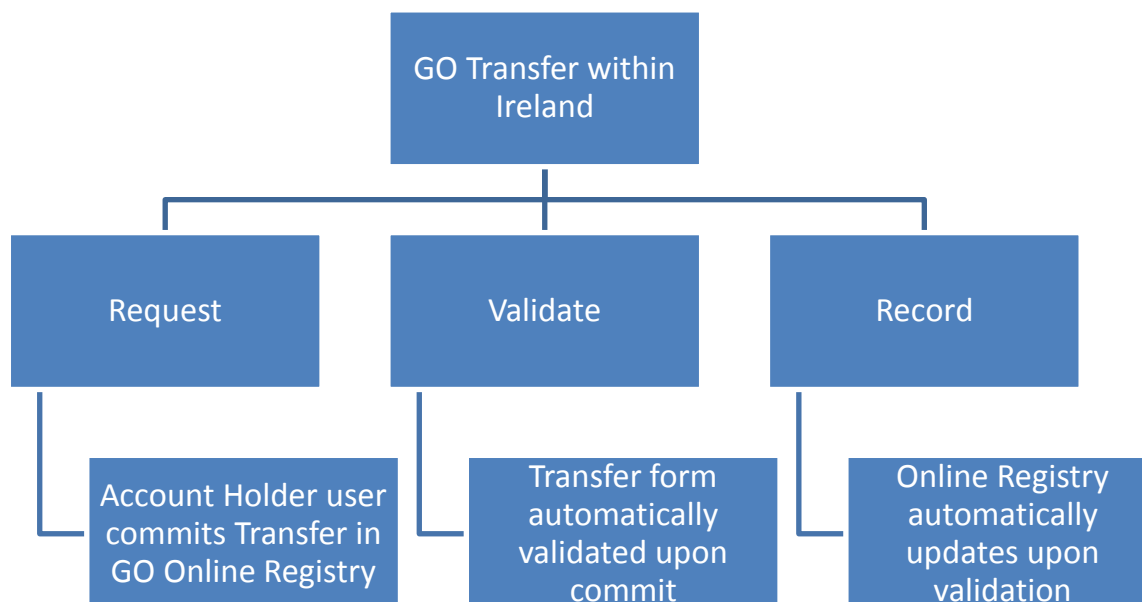 GO Transfer within
Ireland
Request
Validate
Record
Account Holder user
commits Transfer in
GO Online Registry
Transfer form
automatically
validated upon
commit
Online Registry
automatically
updates upon
validation